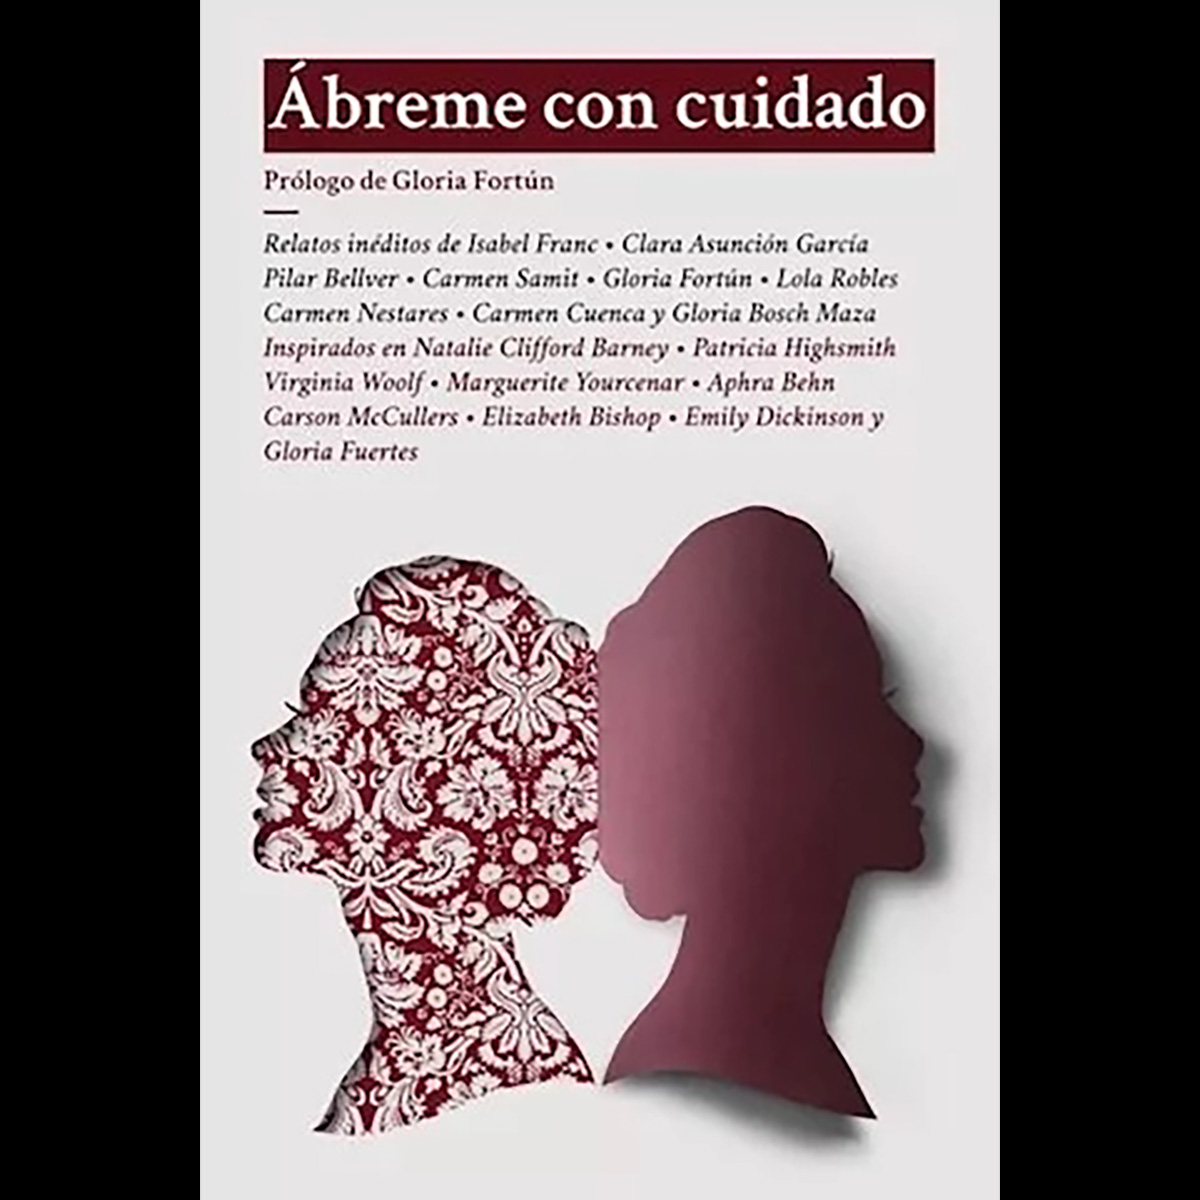 Ábreme con cuidado
Prólogo de Gloria Fortún
Relatos inéditos de Isabel Franc • Clara Asunción García
Pilar Bellver • Carmen Samit • Gloria Fortún • Lola Robles
Carmen Nestares • Carmen Cuenca y Gloria Bosch Maza
Inspirados en Natalie Clifford Barney • Patricia Highsmith
Virginia Woolf • Marguerite Yourcenar • Aphra Behn
Carson McCullers • Elizabeth Bishop • Emily Dickinson y
Gloria Fuertes